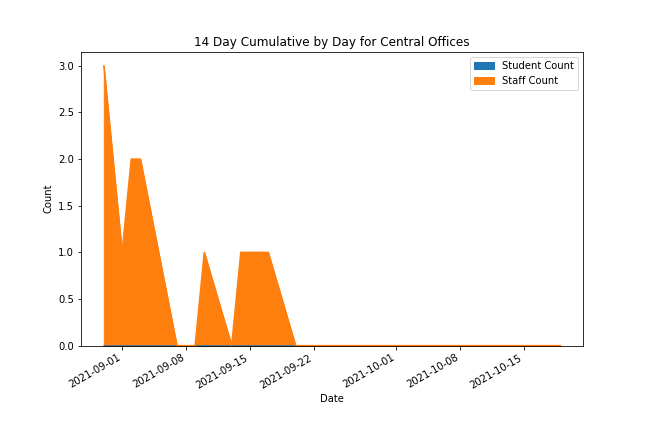 14 Day Cumulative by Day for Central Offices
Student Count
Staff Count
3.0
2.5
2.0
1.5
1.0
0.5
0.0
Count
2021-09-01
2021-09-08
2021-09-15
2021-09-22
2021-10-01
2021-10-08
2021-10-15
Date